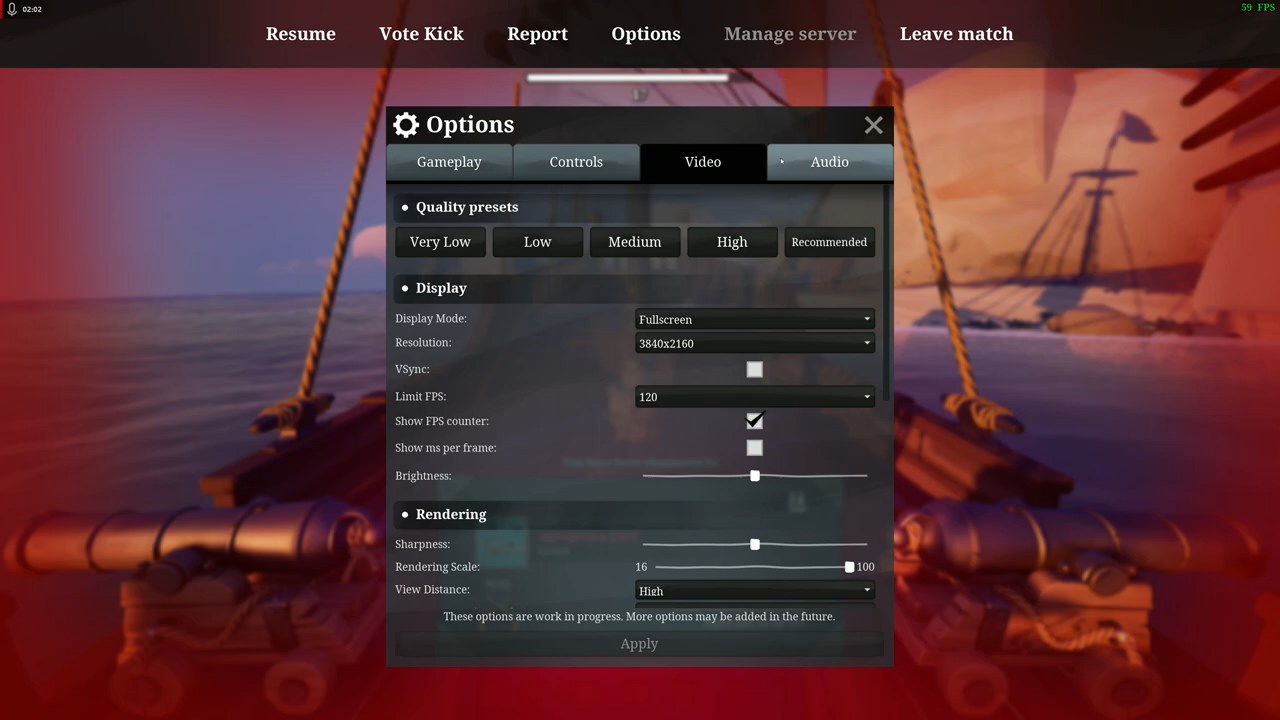 02:02
59 FPS
Resume Vote Kick Report Options Manage server Leave match
Options
Gameplay Controls Video Audio
Quality presets
Very Low Low Medium High Recommended
Display
Display Mode: Fullscreen
Resolution: 3840x2160
VSync:
Limit FPS: 120
Show FPS counter:
Show ms per frame:
Brightness:
Rendering
Sharpness:
Rendering Scale: 16 100
View Distance: High
These options are work in progress. More options may be added in the future.
Apply